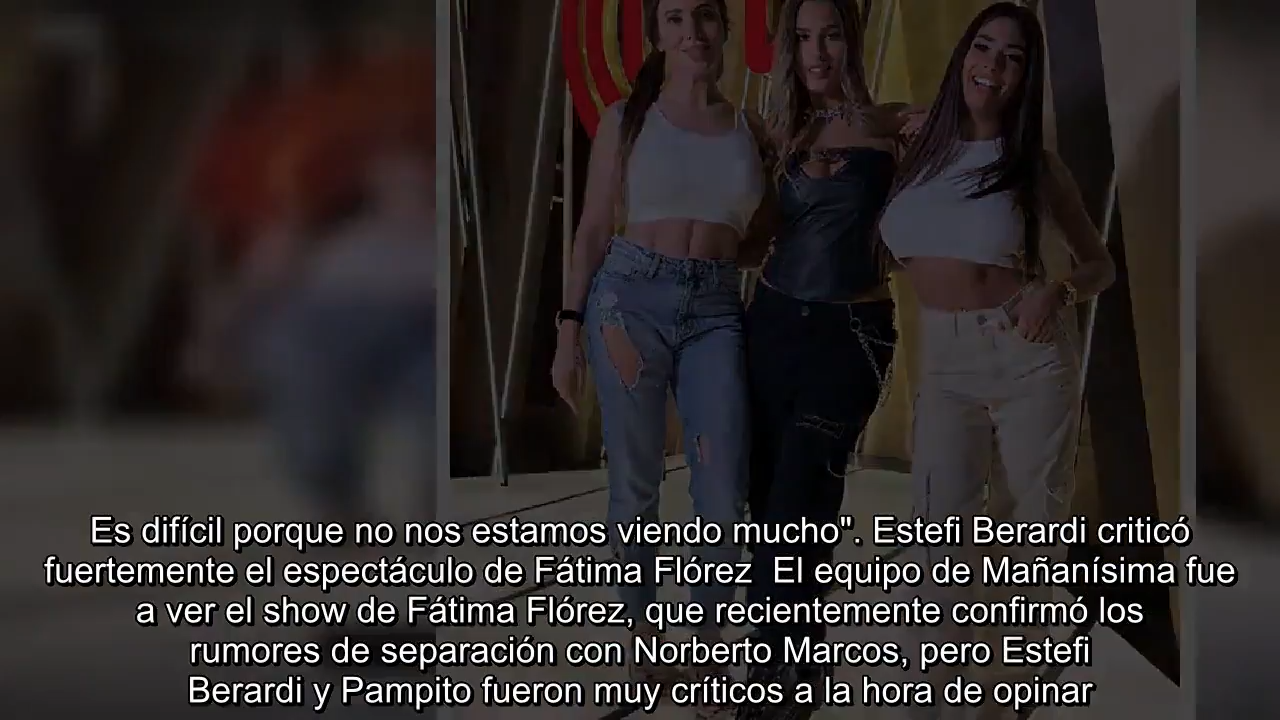 Es difícil porque no nos estamos viendo mucho". Estefi Berardi criticó
fuertemente el espectáculo de Fátima Flórez  El equipo de Mañanísima fue
a ver el show de Fátima Flórez, que recientemente confirmó los
rumores de separación con Norberto Marcos, pero Estefi
Berardi y Pampito fueron muy críticos a la hora de opinar